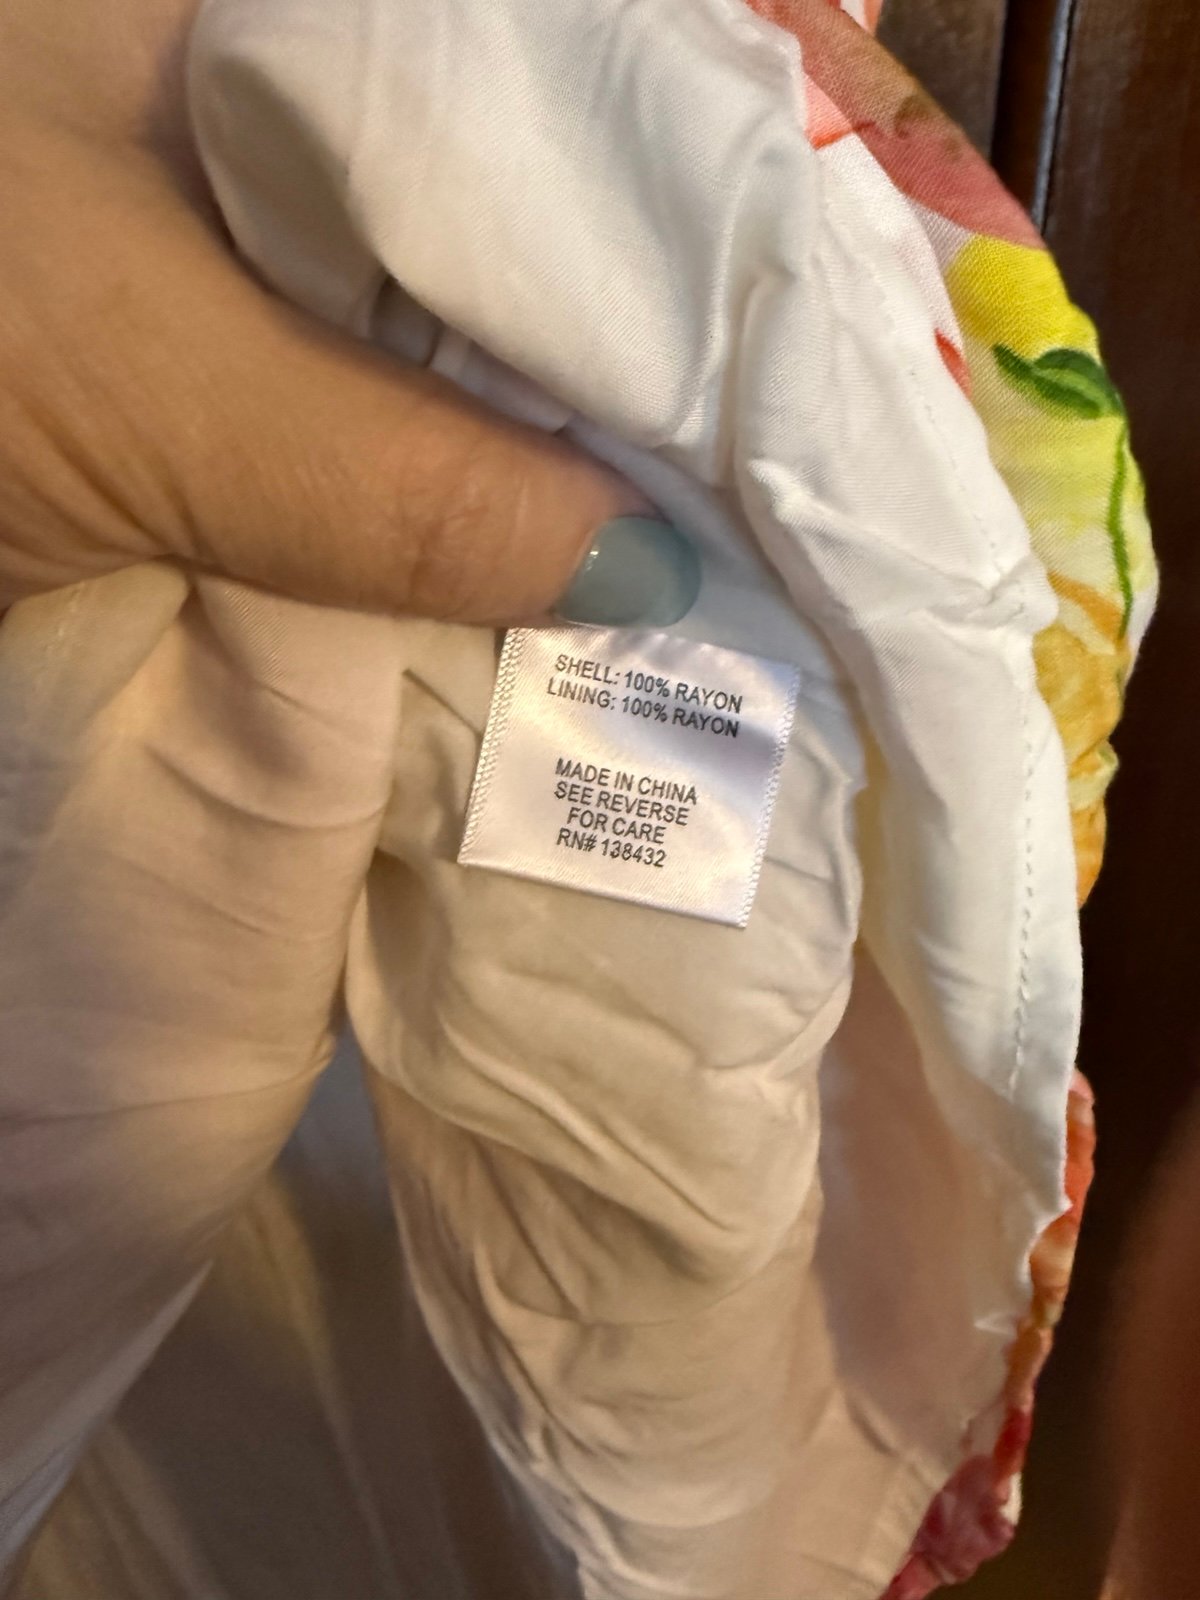 SHELL: 100% RAYON
LINING: 100% RAYON
MADE IN CHINA
SEE REVERSE
FOR CARE
RN# 138432